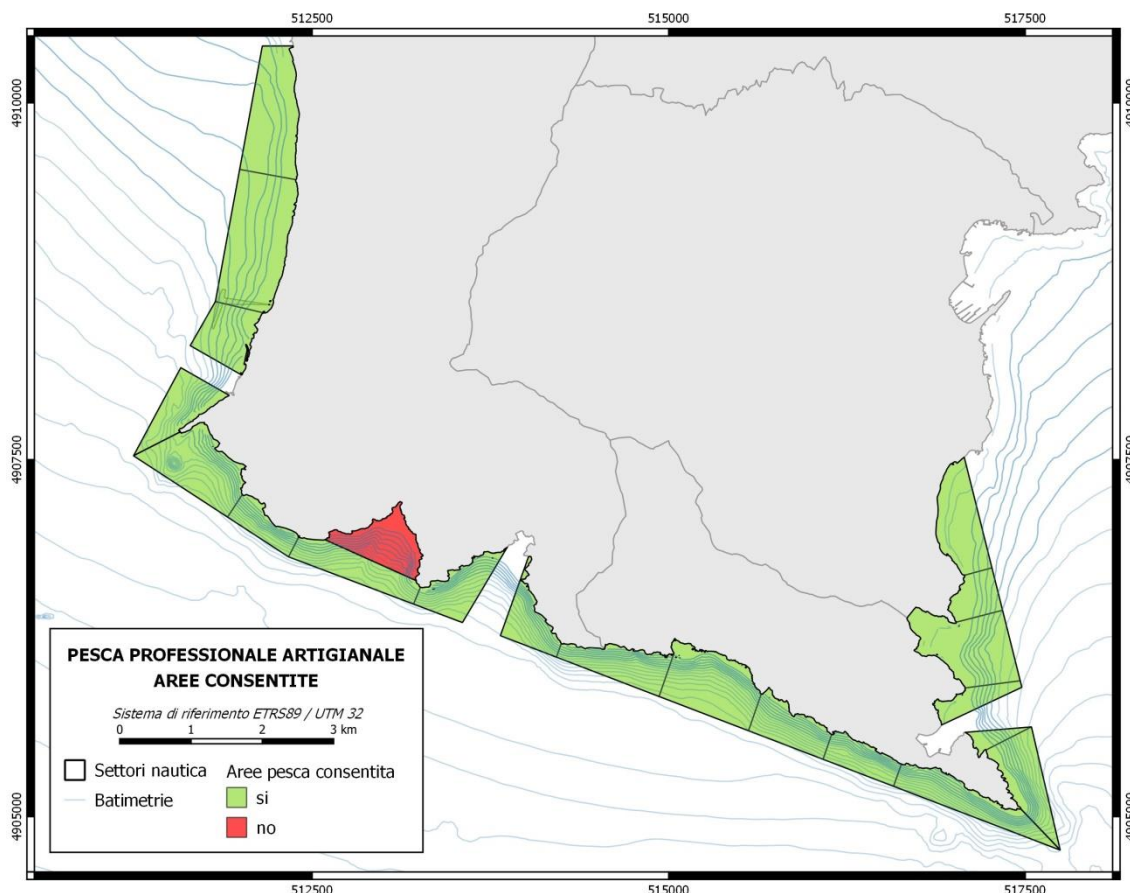 512500 515000 517500
4910000 4910000
4907500 4907500
4905000 4905000
PESCA PROFESSIONALE ARTIGIANALE
AREE CONSENTITE
Sistema di riferimento ETRS89 / UTM 32
0 1 2 3 km
Settori nautica
Aree pesca consentita
Batimetrie
si
no
512500 515000 517500